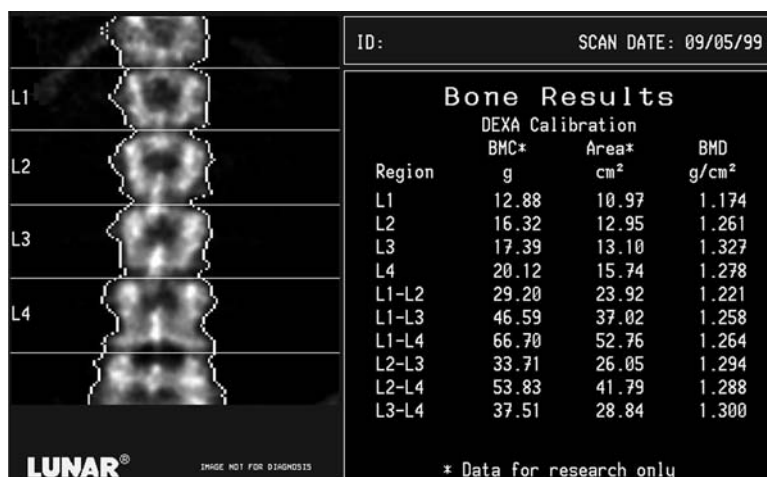 L1
L2
L3
L4
LUNAR®
IMAGE NOT FOR DIAGNOSIS
ID: SCAN DATE: 09/05/99
Bone Results
DEXA Calibration
BMC* Area* BMD
Region g cm² g/cm²
L1 12.88 10.97 1.174
L2 16.32 12.95 1.261
L3 17.39 13.10 1.327
L4 20.12 15.74 1.278
L1-L2 29.20 23.92 1.221
L1-L3 46.59 37.02 1.258
L1-L4 66.70 52.76 1.264
L2-L3 33.71 26.05 1.294
L2-L4 53.83 41.79 1.288
L3-L4 37.51 28.84 1.300
* Data for research only